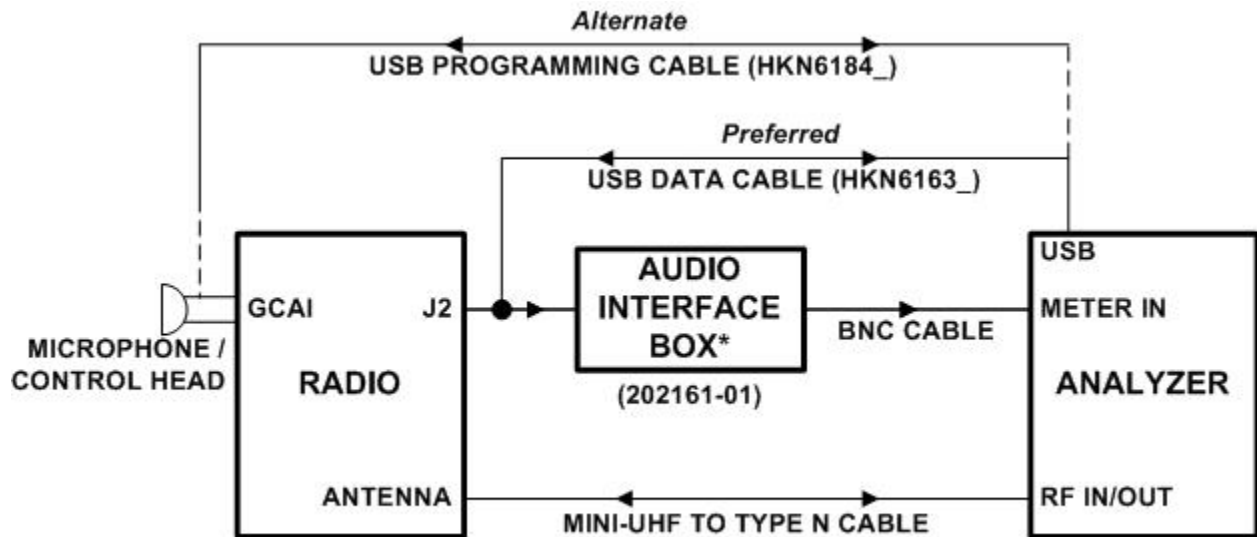 Alternate
USB PROGRAMMING CABLE (HKN6184_)
Preferred
USB DATA CABLE (HKN6163_)
GCAI
J2
MICROPHONE /
CONTROL HEAD
RADIO
ANTENNA
AUDIO
INTERFACE
BOX*
(202161-01)
BNC CABLE
MINI-UHF TO TYPE N CABLE
USB
METER IN
ANALYZER
RF IN/OUT